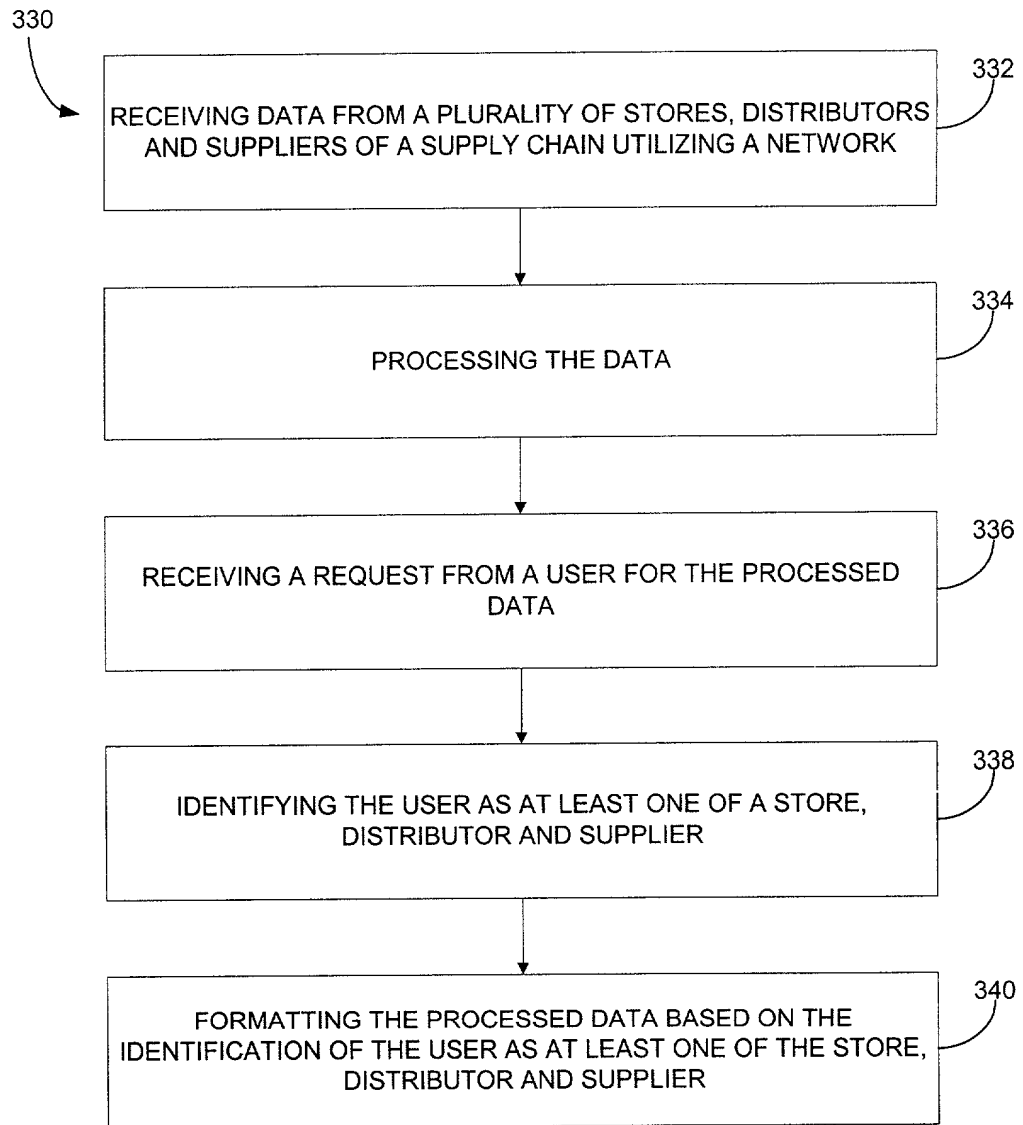 330
332
RECEIVING DATA FROM A PLURALITY OF STORES, DISTRIBUTORS
AND SUPPLIERS OF A SUPPLY CHAIN UTILIZING A NETWORK
334
PROCESSING THE DATA
336
RECEIVING A REQUEST FROM A USER FOR THE PROCESSED
DATA
338
IDENTIFYING THE USER AS AT LEAST ONE OF A STORE,
DISTRIBUTOR AND SUPPLIER
340
FORMATTING THE PROCESSED DATA BASED ON THE
IDENTIFICATION OF THE USER AS AT LEAST ONE OF THE STORE,
DISTRIBUTOR AND SUPPLIER